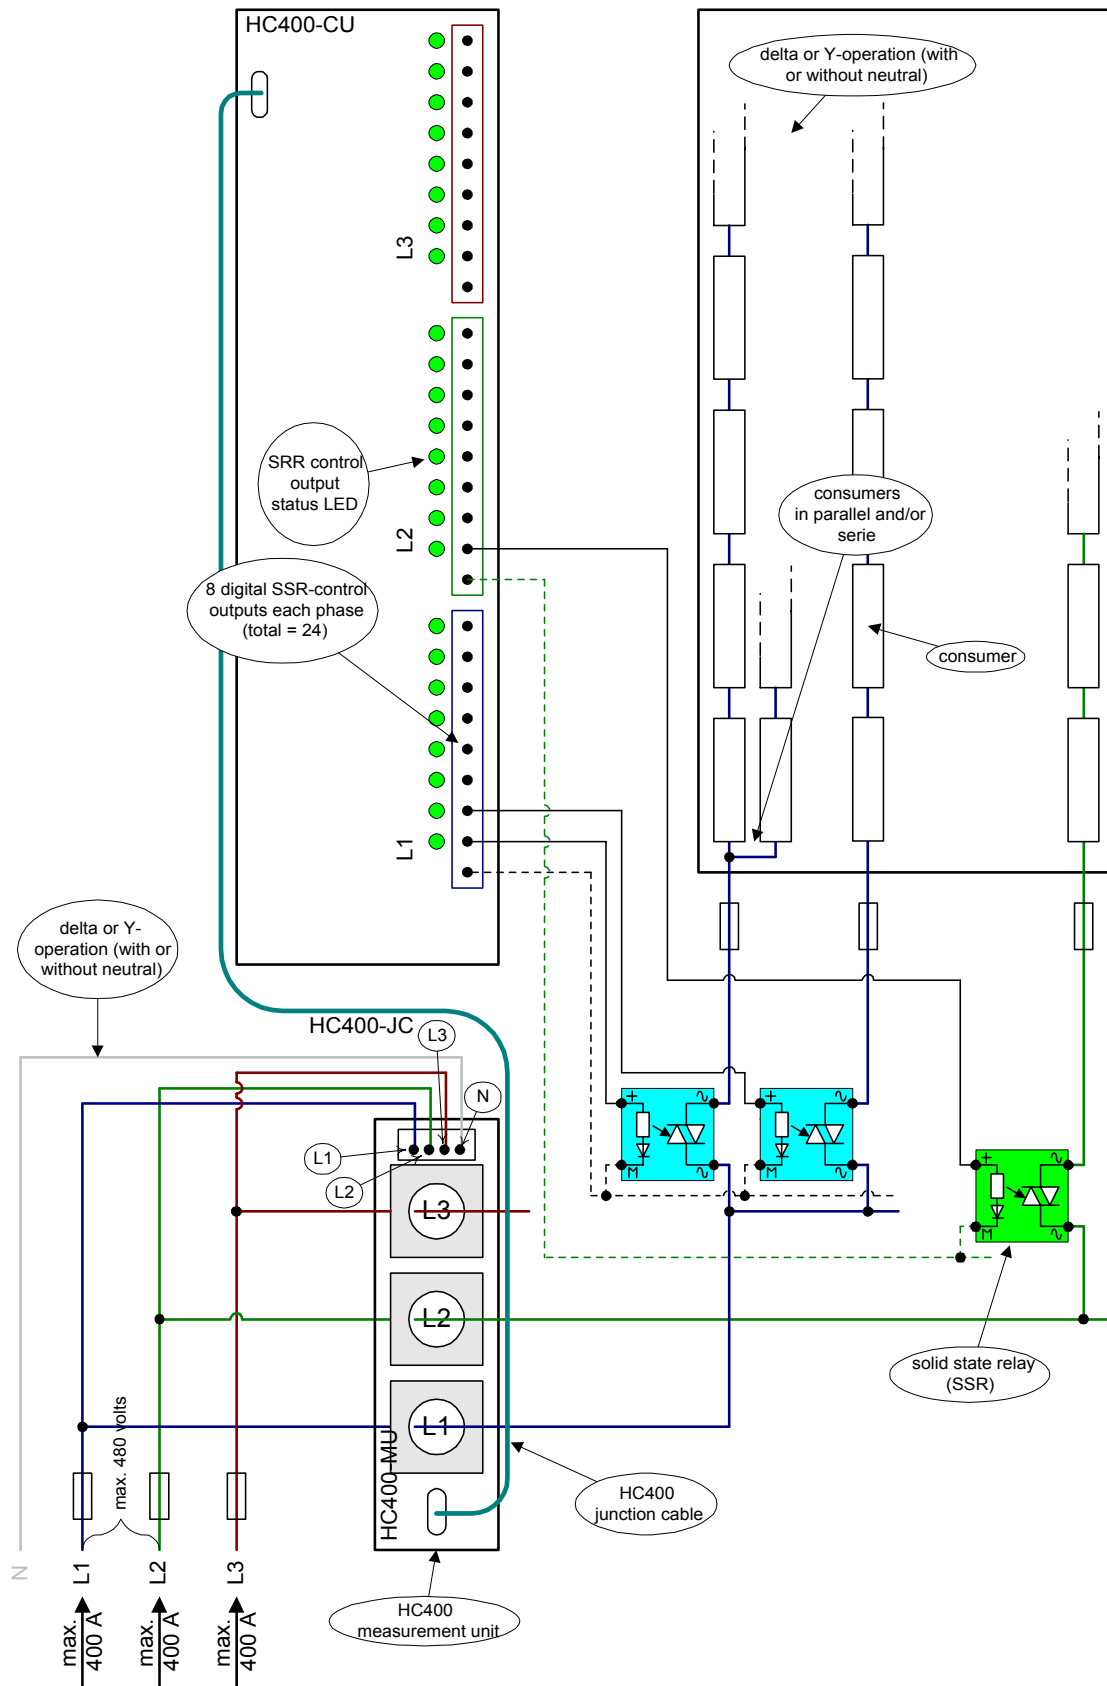 HC400-CU
delta or Y-operation (with
or without neutral)
L3
SRR control
output
status LED
consumers
in parallel and/or
serie
L2
8 digital SSR-control
outputs each phase
(total = 24)
consumer
L1
delta or Y-
operation (with or
without neutral)
HC400-JC
L3
N
+
∿
+
∿
L1
L2
M
∿
M
∿
+
∿
L3
M
∿
L2
solid state relay
(SSR)
L1
max. 480 volts
HC400-MU
HC400
junction cable
N
L1
L2
L3
HC400
measurement unit
max.
400 A
max.
400 A
max.
400 A